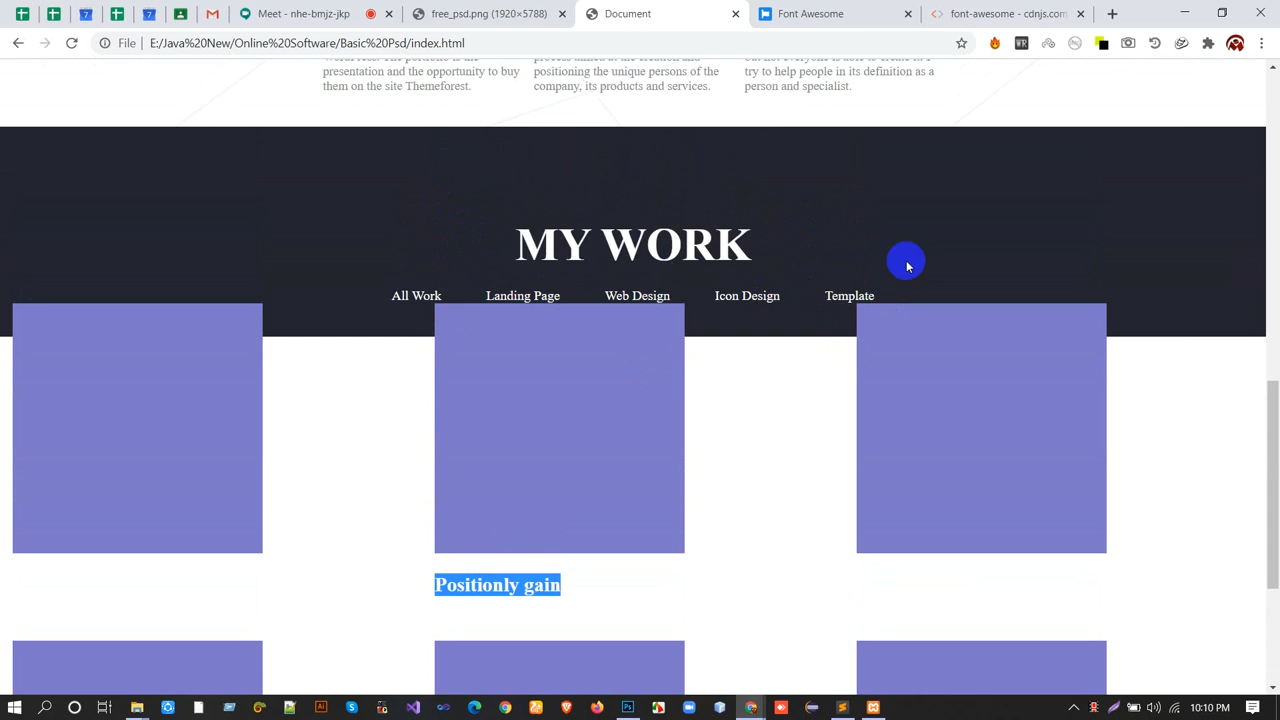 Meet - nhe-bmjz-jkp
free_psd.png (1920×5788)
Document
Font Awesome
font-awesome - cdnjs.com
File
E:/Java%20New/Online%20Software/Basic%20Psd/index.html
presentation and the opportunity to buy
them on the site Themeforest.
positioning the unique persons of the
company, its products and services.
try to help people in its definition as a
person and specialist.
MY WORK
All Work
Landing Page
Web Design
Icon Design
Template
Positionly gain
10:10 PM